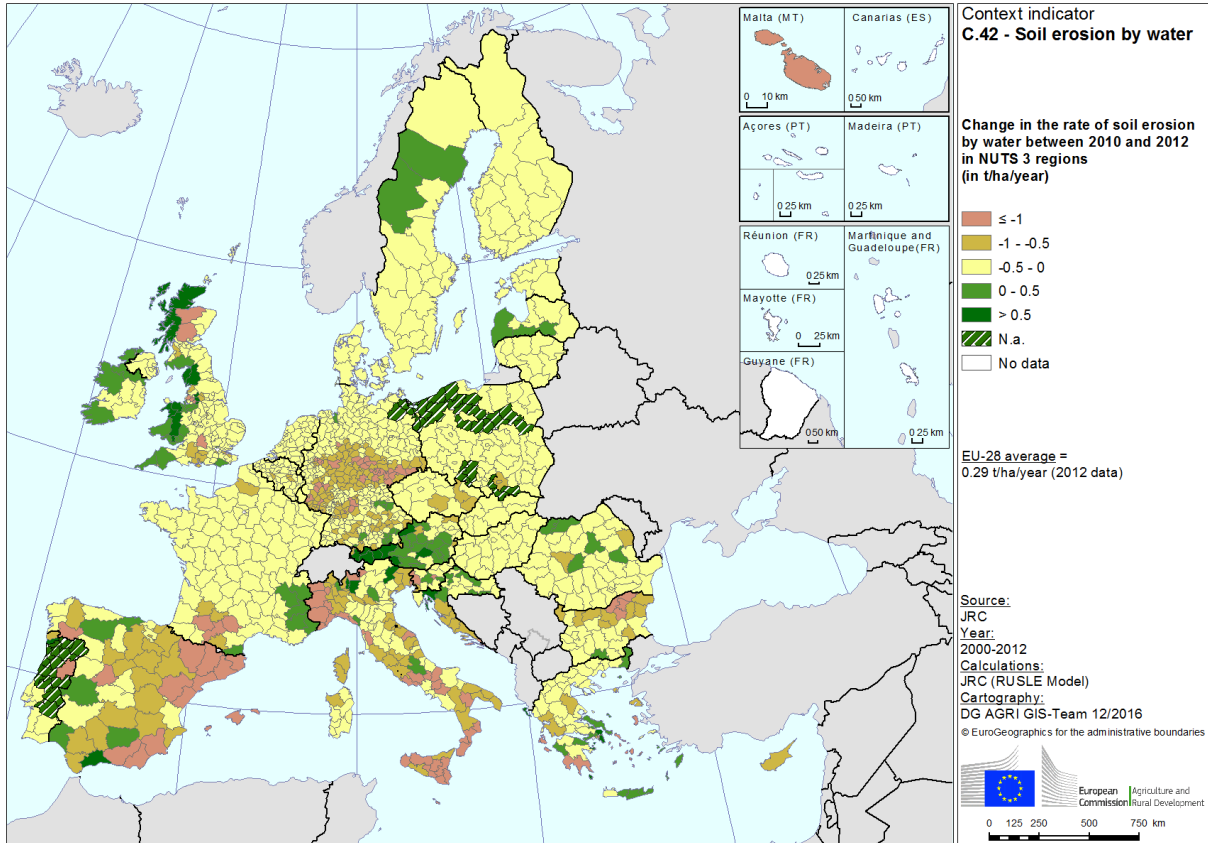 Malta (MT)
0 10 km
Canarias (ES)
0 50 km
Açores (PT)
0 25 km
Madeira (PT)
0 25 km
Réunion (FR)
0 25 km
Mayotte (FR)
0 25 km
Guyane (FR)
0 50 km
Martinique and
Guadeloupe(FR)
0 25 km
Context indicator
C.42 - Soil erosion by water
Change in the rate of soil erosion
by water between 2010 and 2012
in NUTS 3 regions
(in t/ha/year)
≤ -1
-1 - -0.5
-0.5 - 0
0 - 0.5
> 0.5
N.a.
No data
EU-28 average =
0.29 t/ha/year (2012 data)
Source:
JRC
Year:
2000-2012
Calculations:
JRC (RUSLE Model)
Cartography:
DG AGRI GIS-Team 12/2016
© EuroGeographics for the administrative boundaries
European
Commission
Agriculture and
Rural Development
0 125 250 500 750 km